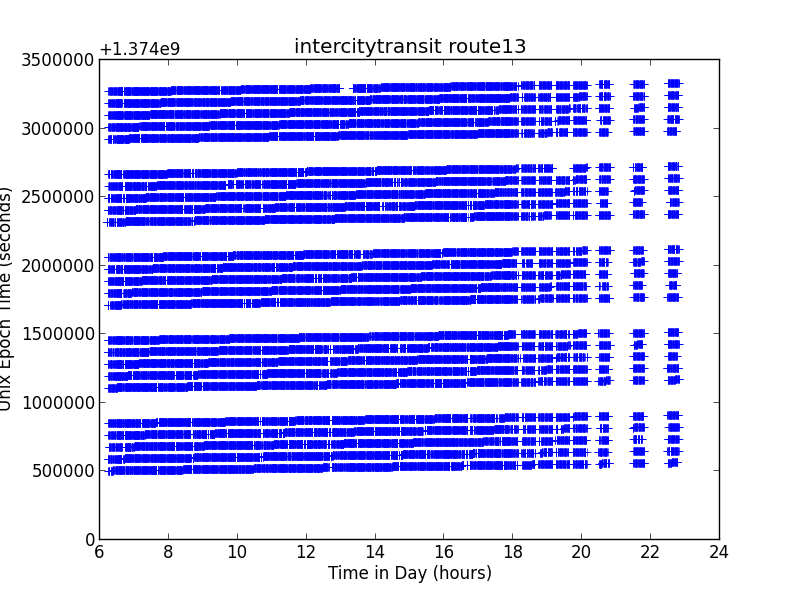 intercitytransit route13
+1.374e9
3500000
3000000
2500000
2000000
1500000
1000000
500000
0
Unix Epoch Time (seconds)
6 8 10 12 14 16 18 20 22 24
Time in Day (hours)